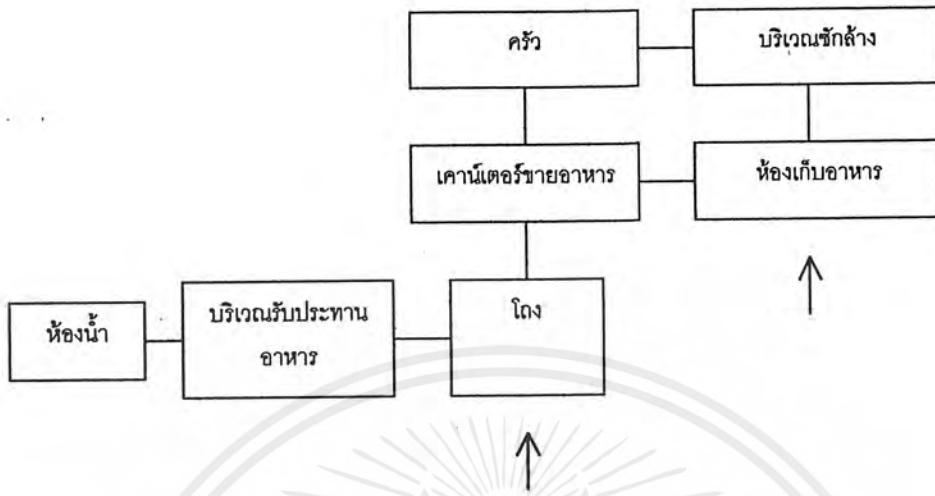 ครัว
บริเวณซักล้าง
เคาน์เตอร์ขายอาหาร
ห้องเก็บอาหาร
ห้องน้ำ
บริเวณรับประทาน
อาหาร
โถง